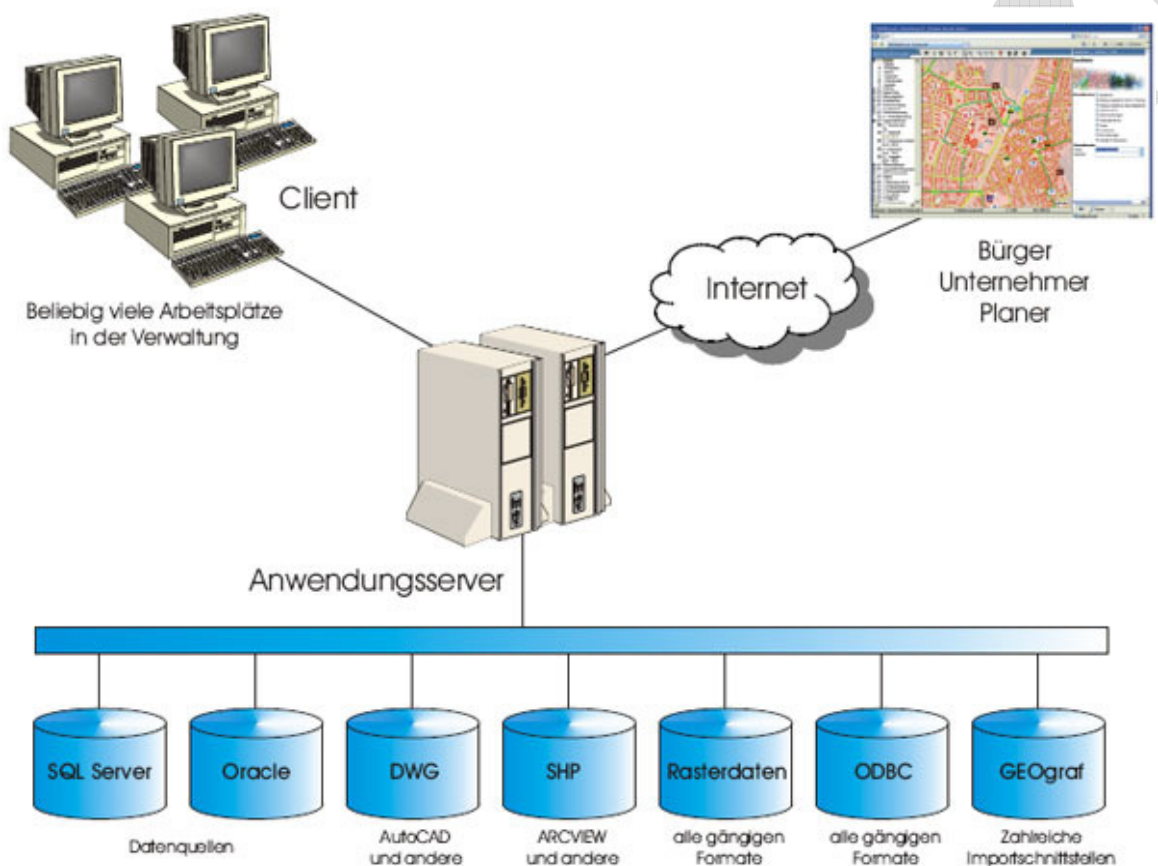 Client
Beliebig viele Arbeitsplätze
in der Verwaltung
Internet
Bürger
Unternehmer
Planer
Anwendungsserver
SQL Server
Oracle
DWG
SHP
Rasterdaten
ODBC
GEOgraf
Datenquellen
AutoCAD
und andere
ARCVIEW
und andere
alle gängigen
Formate
alle gängigen
Formate
Zahlreiche
Importschnittstellen